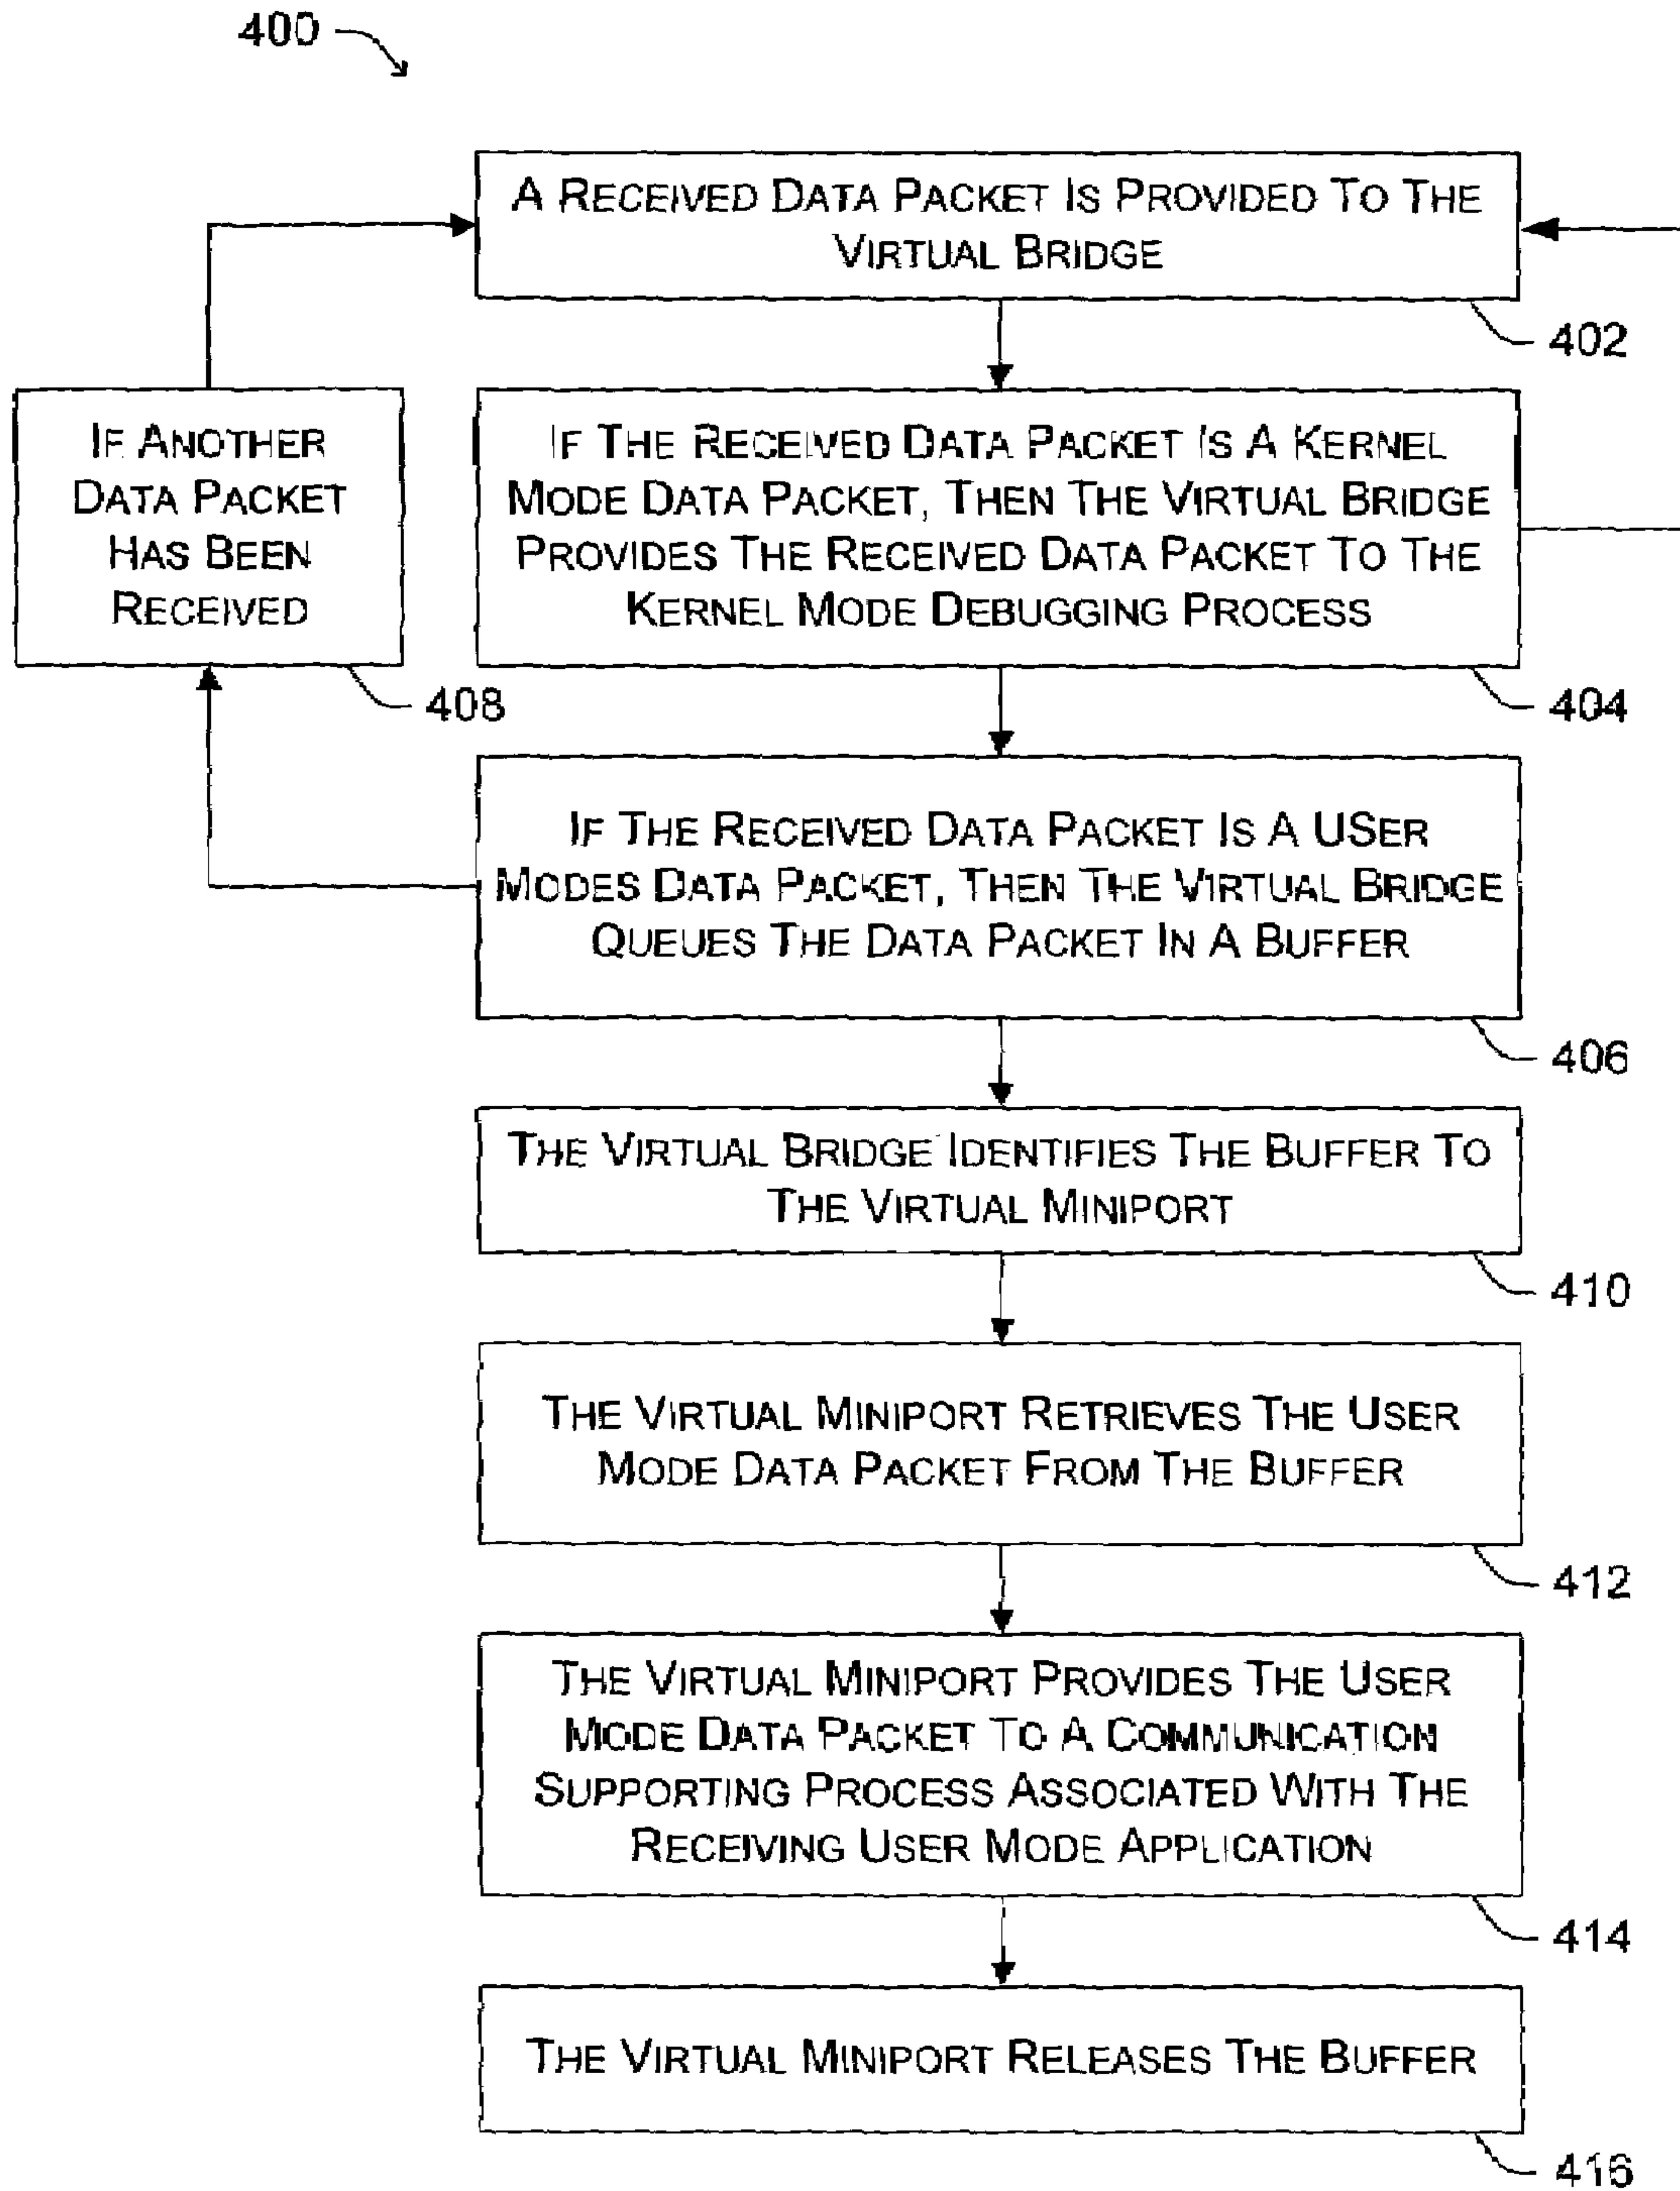 400
A RECEIVED DATA PACKET IS PROVIDED TO THE
VIRTUAL BRIDGE
402
IF ANOTHER
DATA PACKET
HAS BEEN
RECEIVED
408
IF THE RECEIVED DATA PACKET IS A KERNEL
MODE DATA PACKET, THEN THE VIRTUAL BRIDGE
PROVIDES THE RECEIVED DATA PACKET TO THE
KERNEL MODE DEBUGGING PROCESS
404
IF THE RECEIVED DATA PACKET IS A USER
MODES DATA PACKET, THEN THE VIRTUAL BRIDGE
QUEUES THE DATA PACKET IN A BUFFER
406
THE VIRTUAL BRIDGE IDENTIFIES THE BUFFER TO
THE VIRTUAL MINIPORT
410
THE VIRTUAL MINIPORT RETRIEVES THE USER
MODE DATA PACKET FROM THE BUFFER
412
THE VIRTUAL MINIPORT PROVIDES THE USER
MODE DATA PACKET TO A COMMUNICATION
SUPPORTING PROCESS ASSOCIATED WITH THE
RECEIVING USER MODE APPLICATION
414
THE VIRTUAL MINIPORT RELEASES THE BUFFER
416